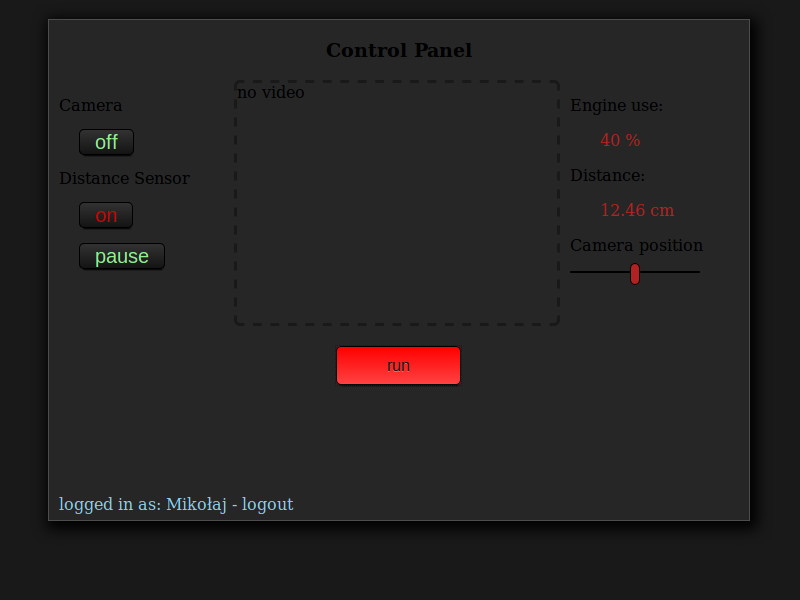 Control Panel
Camera
off
Distance Sensor
on
pause
no video
Engine use:
40 %
Distance:
12.46 cm
Camera position
run
logged in as: Mikołaj - logout